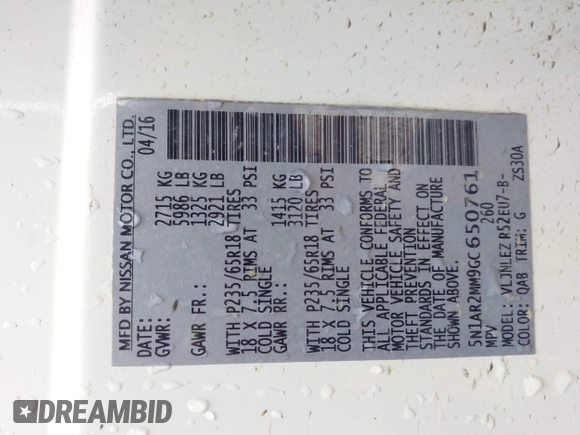 MFD BY NISSAN MOTOR CO., LTD.
DATE: 04/16
GVWR: 2715 KG
5986 LB
GAWR FR.: 1325 KG
2921 LB
WITH P235/65R18 TIRES
18 X 7.5 RIMS AT 33 PSI
COLD SINGLE
GAWR RR.: 1415 KG
3120 LB
WITH P235/65R18 TIRES
18 X 7.5 RIMS AT 33 PSI
COLD SINGLE
THIS VEHICLE CONFORMS TO
ALL APPLICABLE FEDERAL
MOTOR VEHICLE SAFETY AND
THEFT PREVENTION
STANDARDS IN EFFECT ON
THE DATE OF MANUFACTURE
SHOWN ABOVE.
5N1AR2MM9GC650761
MPV 260
MODEL: VLJNLEZ R52EU7-B-
COLOR: QAB TRIM: G ZS30A
DREAMBID